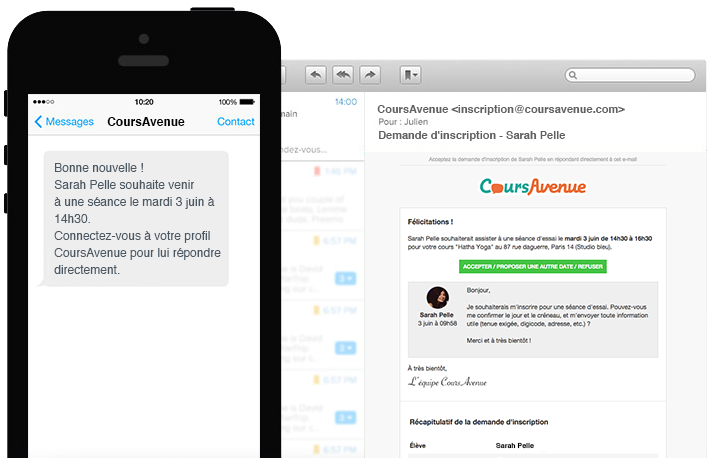 10:20
100%
Messages
CoursAvenue
Contact
Bonne nouvelle !
Sarah Pelle souhaite venir
à une séance le mardi 3 juin à
14h30.
Connectez-vous à votre profil
CoursAvenue pour lui répondre
directement.
14:00
main
ndez-vous...
1:45 PM
6:57 PM
6:57 PM
6:57 PM
6:57 PM
CoursAvenue <inscription@coursavenue.com>
Pour : Julien
Demande d'inscription - Sarah Pelle
Acceptez la demande d'inscription de Sarah Pelle en répondant directement à cet e-mail
CoursAvenue
Félicitations !
Sarah Pelle souhaiterait assister à une séance d'essai le mardi 3 juin de 14h30 à 16h30
pour votre cours "Hatha Yoga" au 87 rue daguerre, Paris 14 (Studio bleu).
ACCEPTER / PROPOSER UNE AUTRE DATE / REFUSER
Bonjour,
Je souhaiterais m'inscrire pour une séance d'essai. Pouvez-vous
me confirmer le jour et le créneau, et m'envoyer toute information
utile (tenue exigée, digicode, adresse, etc.) ?
Merci et à très bientôt !
Sarah Pelle
3 juin à 09h58
À très bientôt,
L'équipe CoursAvenue
Récapitulatif de la demande d'inscription
Élève Sarah Pelle